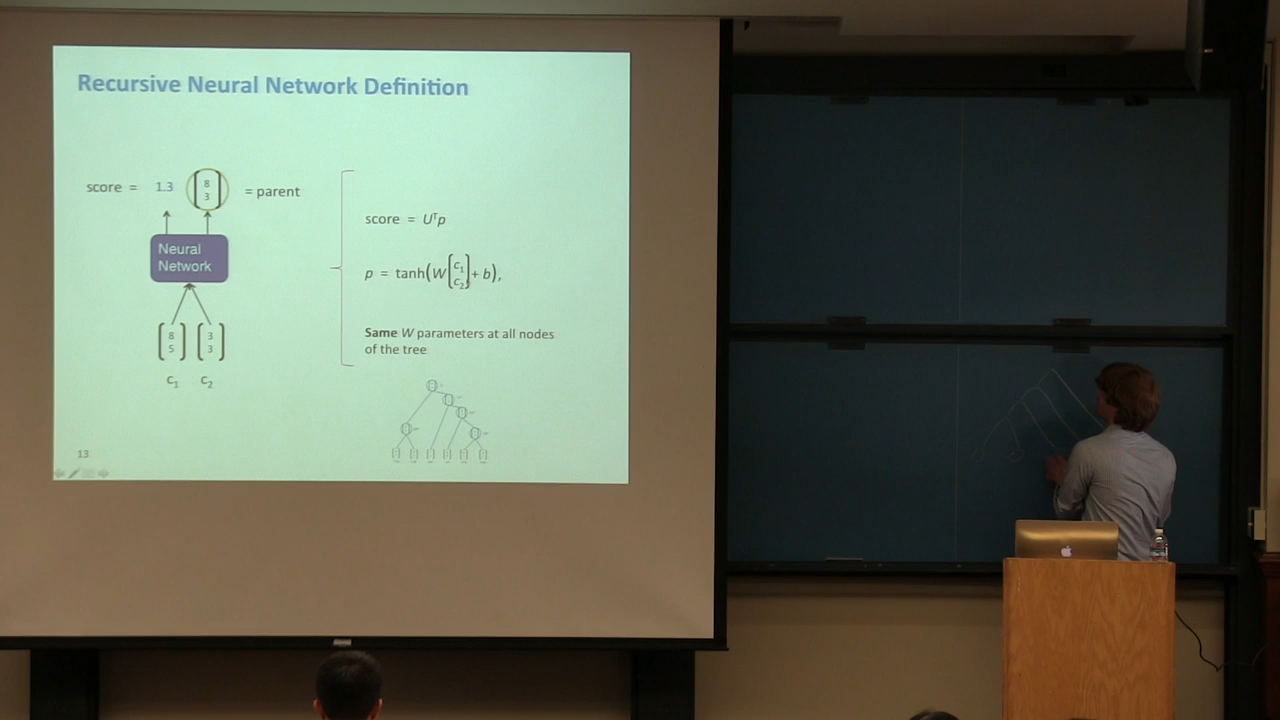 Recursive Neural Network Definition
score = 1.3 [8 3] = parent
Neural
Network
[8 5] [3 3]
c₁ c₂
score = Uᵀp
p = tanh(W[c₁ c₂] + b),
Same W parameters at all nodes
of the tree
13